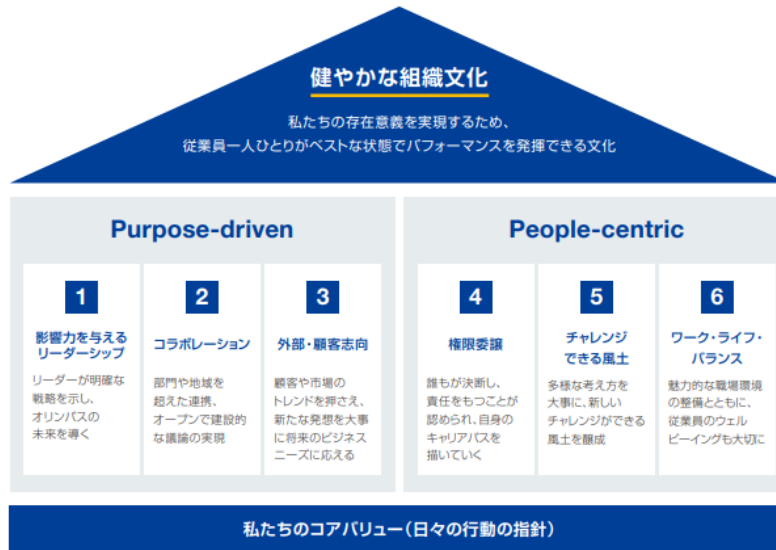 健やかな組織文化
私たちの存在意義を実現するため、
従業員一人ひとりがベストな状態でパフォーマンスを発揮できる文化
Purpose-driven
1
影響力を与える
リーダーシップ
リーダーが明確な
戦略を示し、
オリンパスの
未来を導く
2
コラボレーション
部門や地域を
超えた連携、
オープンで建設的
な議論の実現
3
外部・顧客志向
顧客や市場の
トレンドを押さえ、
新たな発想を大事
に将来のビジネス
ニーズに応える
People-centric
4
権限委譲
誰もが決断し、
責任をもつことが
認められ、自身の
キャリアパスを
描いていく
5
チャレンジ
できる風土
多様な考え方を
大事に、新しい
チャレンジができる
風土を醸成
6
ワーク・ライフ・
バランス
魅力的な職場環境
の整備とともに、
従業員のウェル
ビーイングも大切に
私たちのコアバリュー（日々の行動の指針）